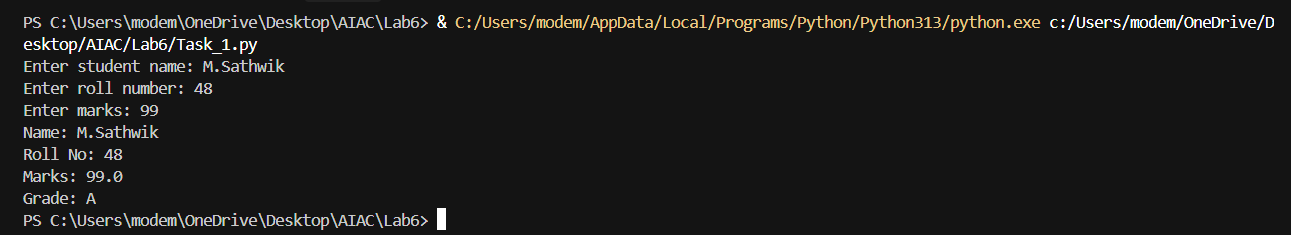 PS C:\Users\modem\OneDrive\Desktop\AIAC\Lab6> & C:/Users/modem/AppData/Local/Programs/Python/Python313/python.exe c:/Users/modem/OneDrive/D
esktop/AIAC/Lab6/Task_1.py
Enter student name: M.Sathwik
Enter roll number: 48
Enter marks: 99
Name: M.Sathwik
Roll No: 48
Marks: 99.0
Grade: A
PS C:\Users\modem\OneDrive\Desktop\AIAC\Lab6>